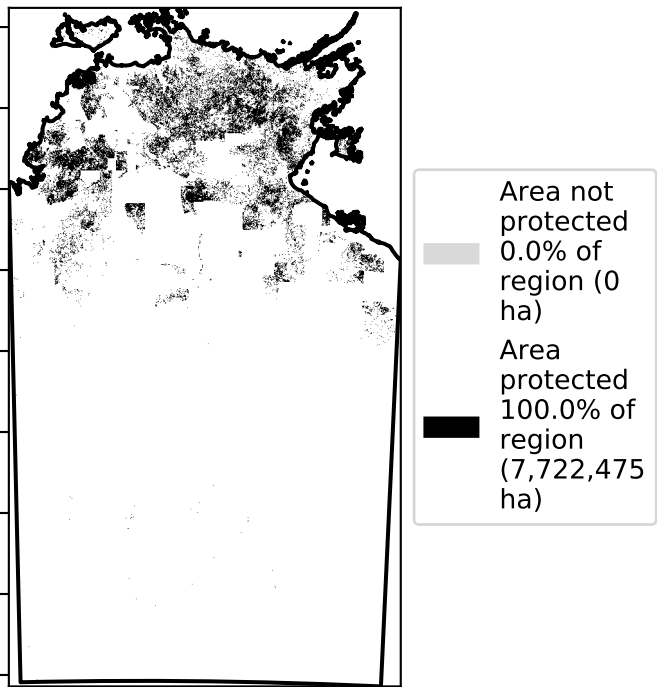 Area not
protected
0.0% of
region (0
ha)
Area
protected
100.0% of
region
(7,722,475
ha)